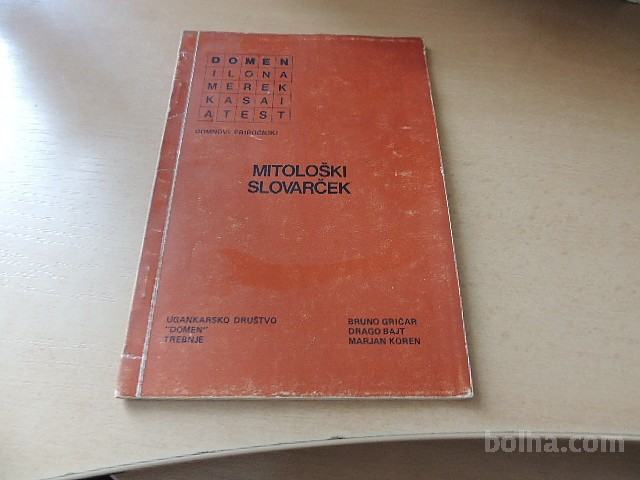 DOMEN
ILONA
MEREK
KASAI
ATEST
DOMNOVI PRIROČNIKI
MITOLOŠKI
SLOVARČEK
UGANKARSKO DRUŠTVO
"DOMEN"
TREBNJE
BRUNO GRIČAR
DRAGO BAJT
MARJAN KOREN
bolha.com